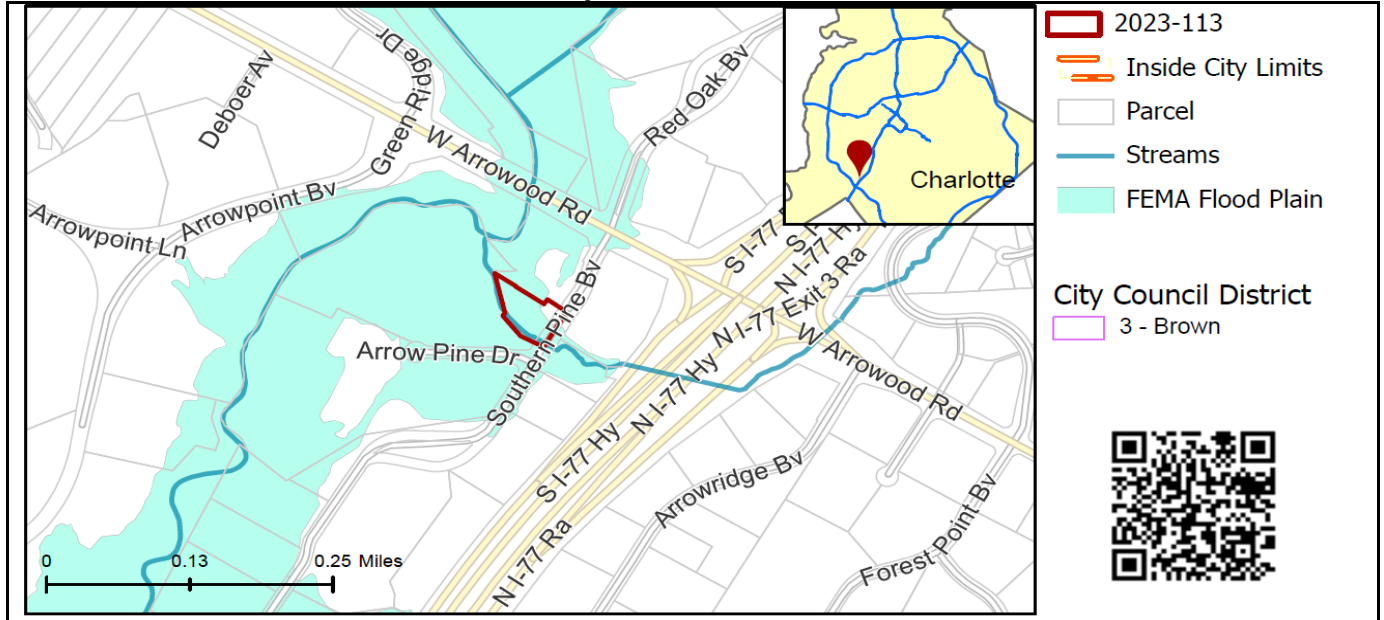 Deboer Av
Green Ridge Dr
Red Oak Bv
W Arrowood Rd
Arrowpoint Bv
Arrowpoint Ln
Arrow Pine Dr
Southern Pine Bv
S I-77
N I-77 Hy
N I-77 Exit 3 Ra
W Arrowood Rd
S I-77 Hy
N I-77 Hy
N I-77 Ra
Arrowridge Bv
Forest Point Bv
0 0.13 0.25 Miles
Charlotte
2023-113
Inside City Limits
Parcel
Streams
FEMA Flood Plain
City Council District
3 - Brown